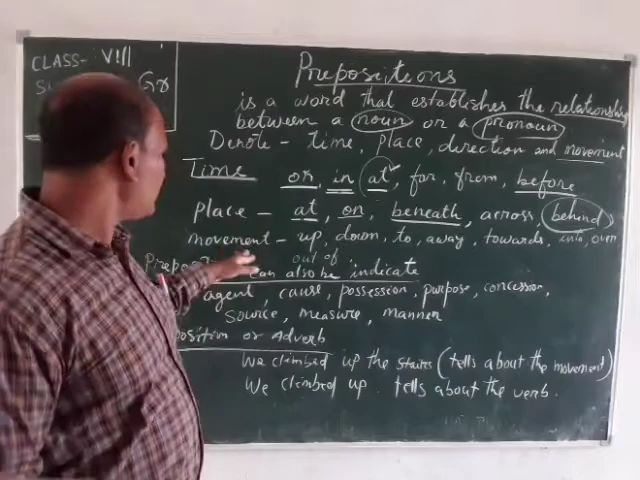 CLASS- VIII
Gr
Prepositions
is a word that establishes the relationship
between a noun or a pronoun
Denote - time, place, direction and movement
Time on, in, at, for, from, before
place - at, on, beneath, across behind
movement - up, down, to, away, towards, into, over
out of
can also be indicate
agent, cause, possession, purpose, concession,
source, measure, manner
position or Adverb
We climbed up the stairs (tells about the movement)
We climbed up. tells about the verb.